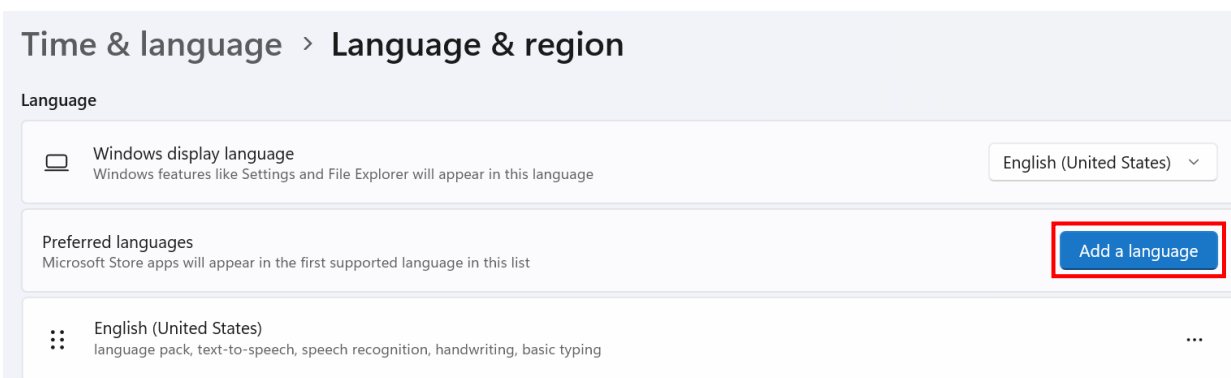 Time & language > Language & region
Language
Windows display language
Windows features like Settings and File Explorer will appear in this language
English (United States)
Preferred languages
Microsoft Store apps will appear in the first supported language in this list
Add a language
English (United States)
language pack, text-to-speech, speech recognition, handwriting, basic typing